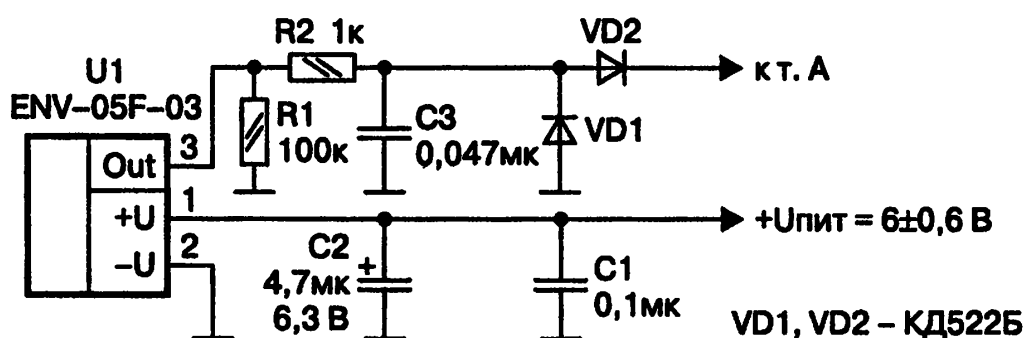 R2 1к
VD2
U1
к т. А
ENV-05F-03
R1
100к
C3
0,047мк
VD1
3
Out
1
+U
+Uпит = 6±0,6 В
2
-U
C2
+
4,7мк
6,3 В
C1
0,1мк
VD1, VD2 – КД522Б